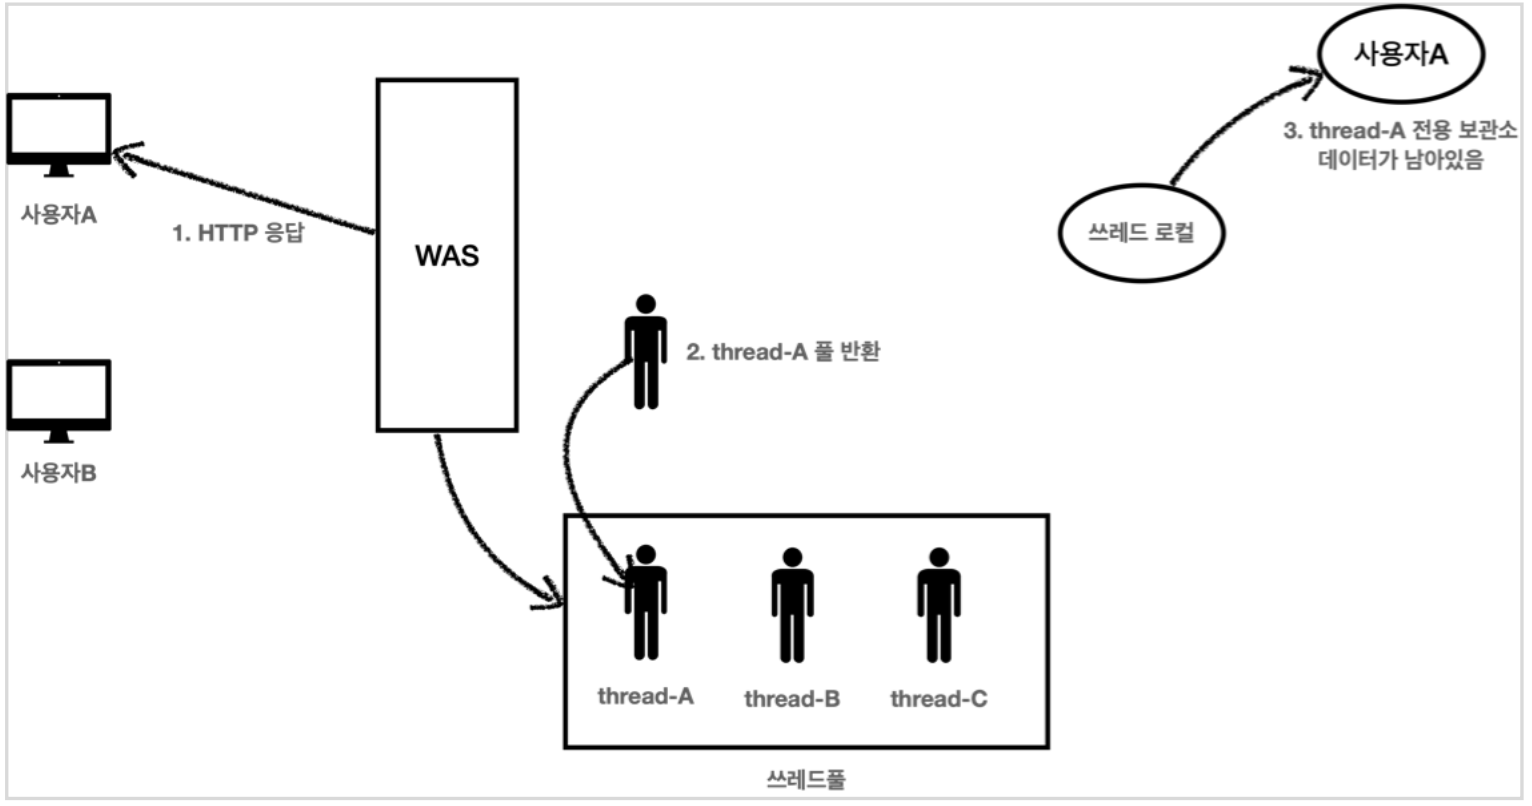 사용자A
3. thread-A 전용 보관소
데이터가 남아있음
쓰레드 로컬
사용자A
1. HTTP 응답
WAS
2. thread-A 풀 반환
사용자B
thread-A
thread-B
thread-C
쓰레드풀